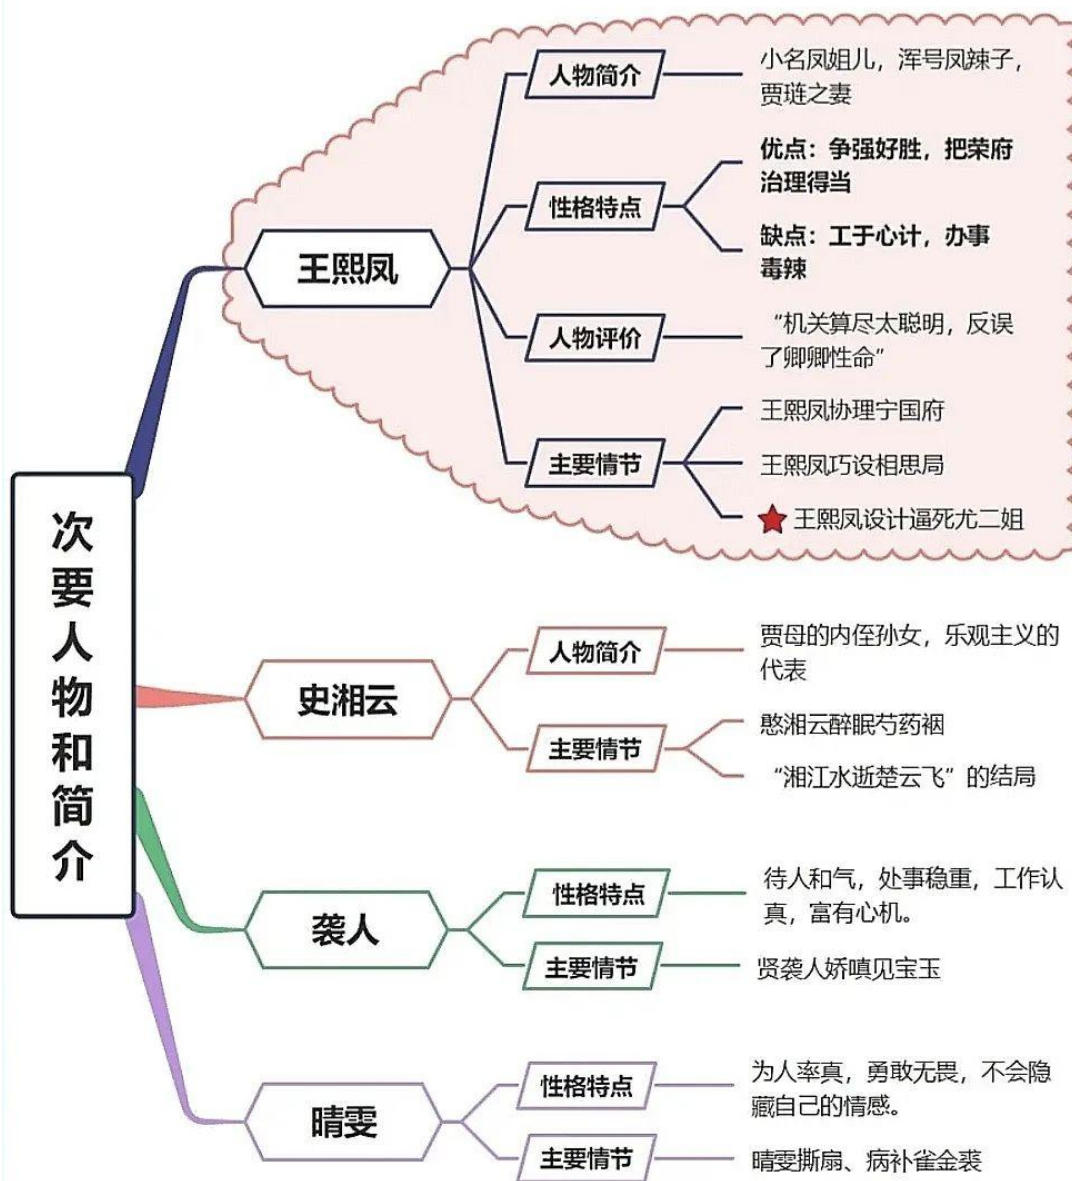 次要人物和简介
王熙凤
人物简介
小名凤姐儿，浑号凤辣子，
贾琏之妻
性格特点
优点：争强好胜，把荣府
治理得当
缺点：工于心计，办事
毒辣
人物评价
“机关算尽太聪明，反误
了卿卿性命”
主要情节
王熙凤协理宁国府
王熙凤巧设相思局
王熙凤设计逼死尤二姐
史湘云
人物简介
贾母的内侄孙女，乐观主义的
代表
主要情节
憨湘云醉眠芍药裀
“湘江水逝楚云飞”的结局
袭人
性格特点
待人和气，处事稳重，工作认
真，富有心机。
主要情节
贤袭人娇嗔见宝玉
晴雯
性格特点
为人率真，勇敢无畏，不会隐
藏自己的情感。
主要情节
晴雯撕扇、病补雀金裘